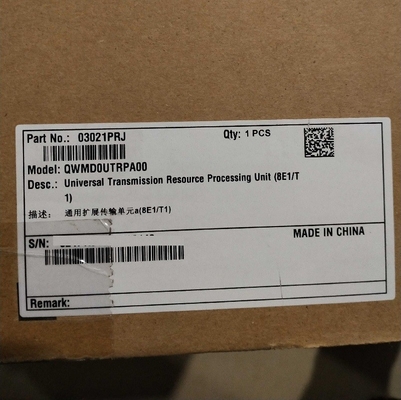 Part No.: 03021PRJ
Qty: 1 PCS
Model: QWMD0UTRPA00
Desc.: Universal Transmission Resource Processing Unit (8E1/T
1)
描述: 通用扩展传输单元a(8E1/T1)
S/N:
MADE IN CHINA
Remark: